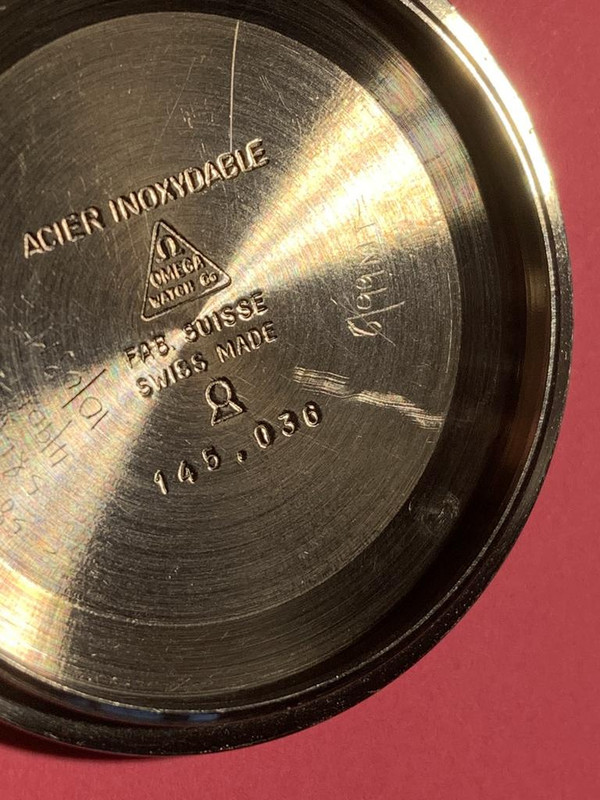 ACIER INOXYDABLE
Ω
OMEGA
WATCH Co
FAB. SUISSE
SWISS MADE
145.036